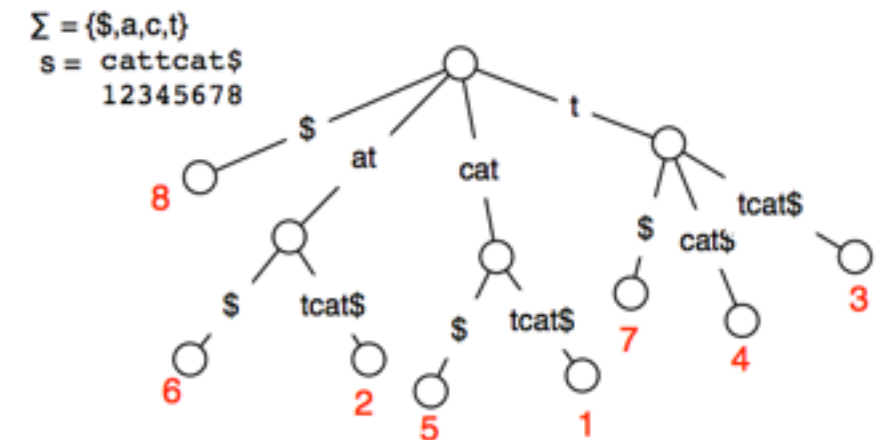 ∑ = {$,a,c,t}
s = cattcat$
12345678
t
$
at
cat
tcat$
8
$
cat$
$
tcat$
$
tcat$
3
7
4
6
2
5
1